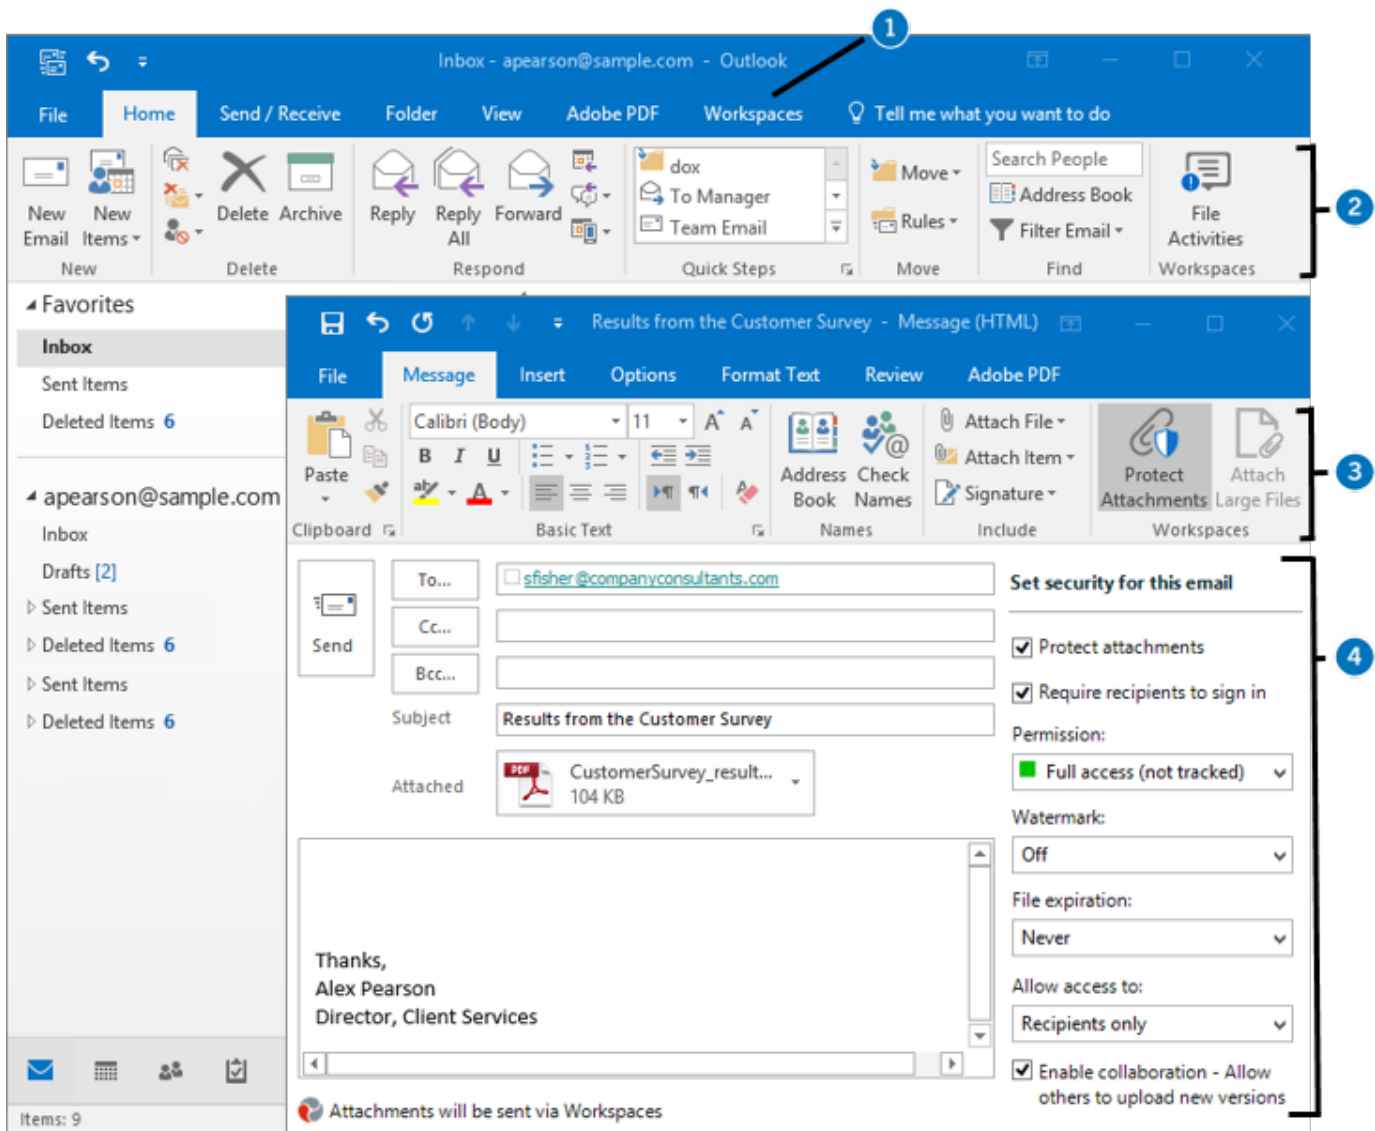 1
Inbox - apearson@sample.com - Outlook
File Home Send / Receive Folder View Adobe PDF Workspaces Tell me what you want to do
New Email
New Items
Delete Archive
Reply
Reply All
Forward
dox
To Manager
Team Email
Move
Rules
Search People
Address Book
Filter Email
File Activities
New Delete Respond Quick Steps Move Find Workspaces
2
Favorites
Inbox
Sent Items
Deleted Items 6
apearson@sample.com
Inbox
Drafts [2]
Sent Items
Deleted Items 6
Sent Items
Deleted Items 6
Items: 9
Results from the Customer Survey - Message (HTML)
File Message Insert Options Format Text Review Adobe PDF
Paste
Calibri (Body) 11 A A
B I U
aby A
Address Book
Check Names
Attach File
Attach Item
Signature
Protect Attachments
Attach Large Files
Clipboard Basic Text Names Include Workspaces
3
Send
To... sfisher@companyconsultants.com
Cc...
Bcc...
Subject Results from the Customer Survey
Attached PDF CustomerSurvey_result...
104 KB
Thanks,
Alex Pearson
Director, Client Services
Attachments will be sent via Workspaces
Set security for this email
Protect attachments
Require recipients to sign in
Permission:
Full access (not tracked)
Watermark:
Off
File expiration:
Never
Allow access to:
Recipients only
Enable collaboration - Allow
others to upload new versions
4